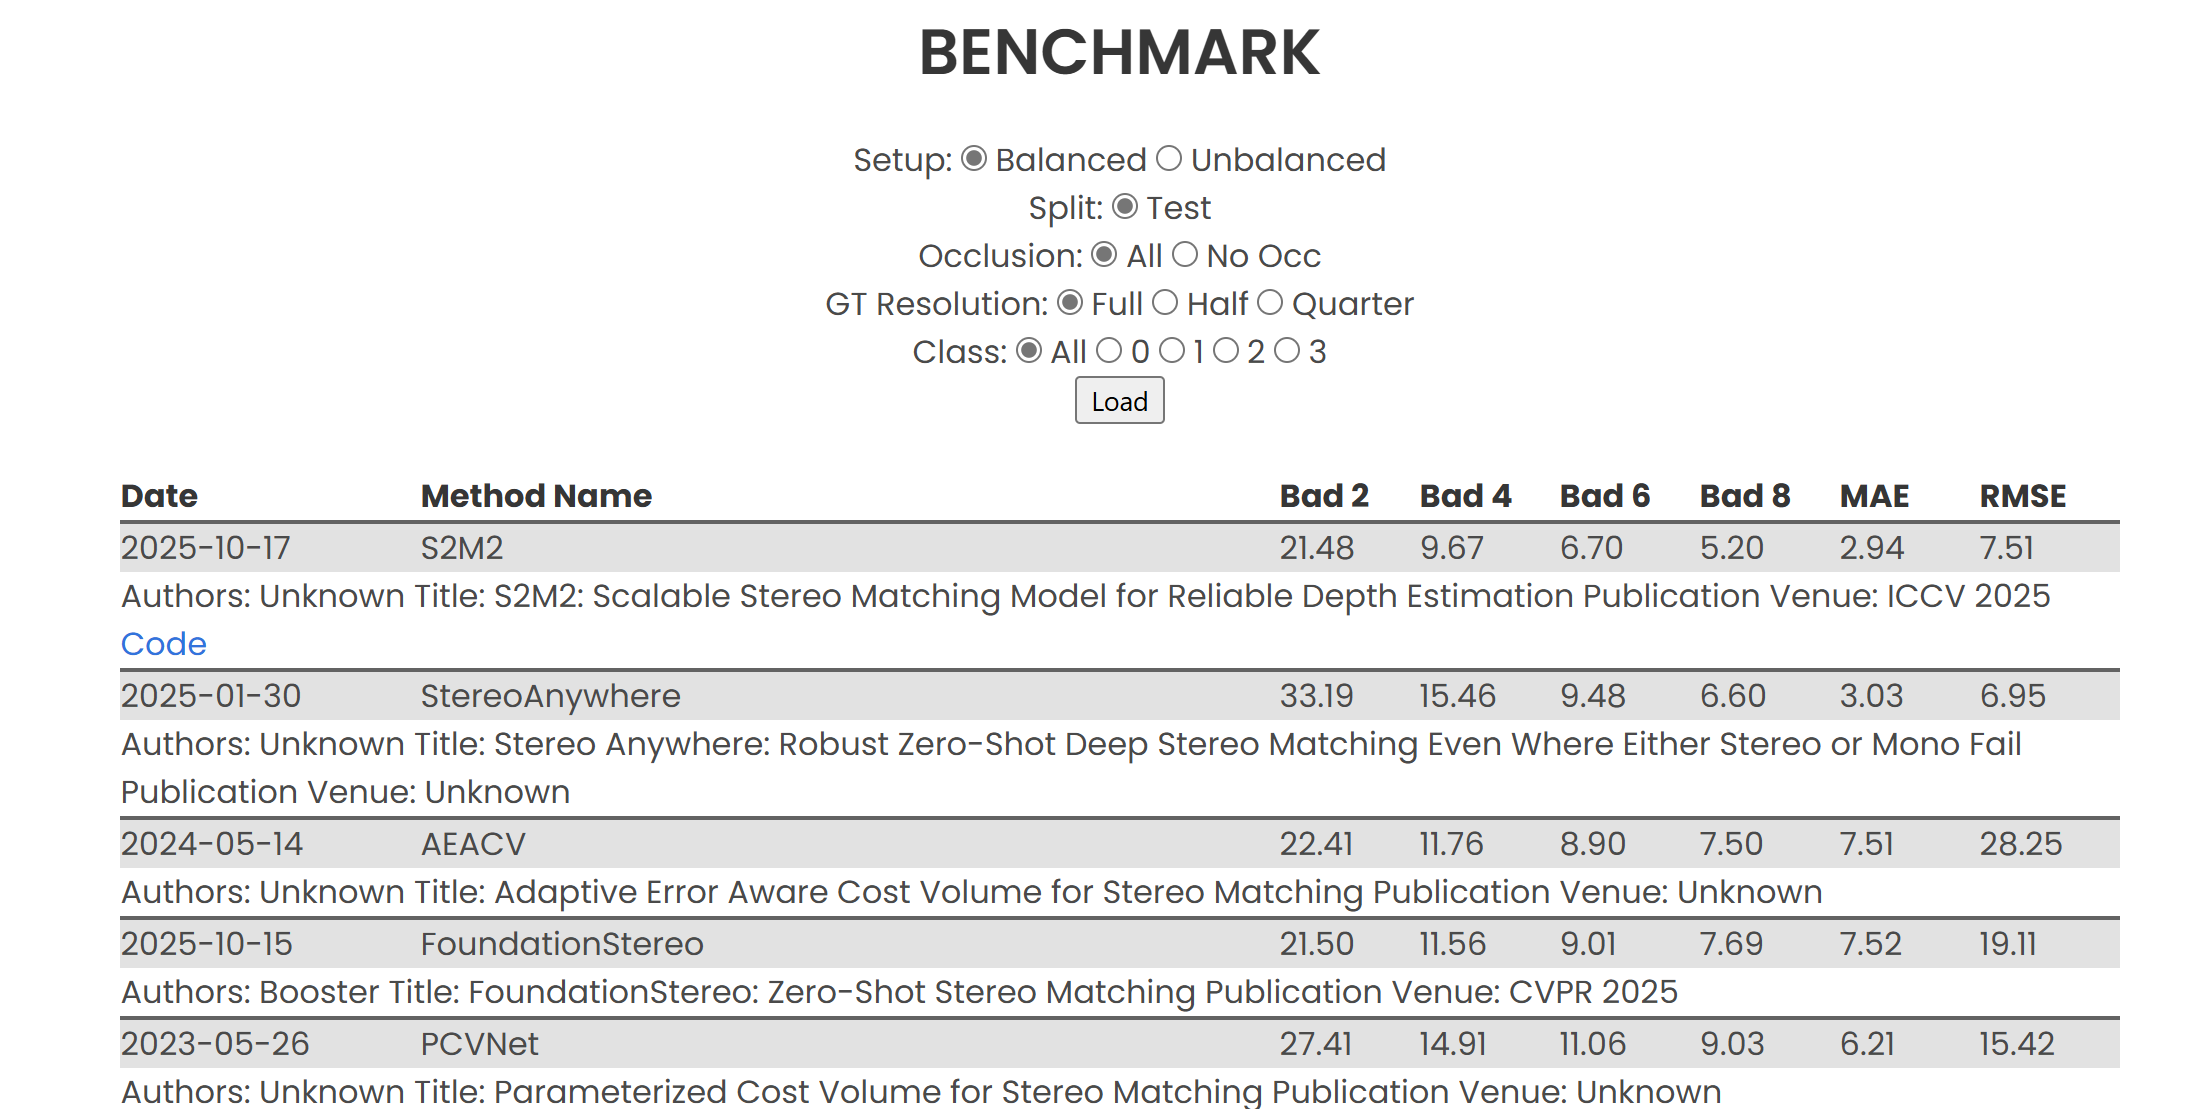 BENCHMARK
Setup: Balanced Unbalanced
Split: Test
Occlusion: All No Occ
GT Resolution: Full Half Quarter
Class: All 0 1 2 3
Load
Date Method Name Bad 2 Bad 4 Bad 6 Bad 8 MAE RMSE
2025-10-17 S2M2 21.48 9.67 6.70 5.20 2.94 7.51
Authors: Unknown Title: S2M2: Scalable Stereo Matching Model for Reliable Depth Estimation Publication Venue: ICCV 2025
Code
2025-01-30 StereoAnywhere 33.19 15.46 9.48 6.60 3.03 6.95
Authors: Unknown Title: Stereo Anywhere: Robust Zero-Shot Deep Stereo Matching Even Where Either Stereo or Mono Fail
Publication Venue: Unknown
2024-05-14 AEACV 22.41 11.76 8.90 7.50 7.51 28.25
Authors: Unknown Title: Adaptive Error Aware Cost Volume for Stereo Matching Publication Venue: Unknown
2025-10-15 FoundationStereo 21.50 11.56 9.01 7.69 7.52 19.11
Authors: Booster Title: FoundationStereo: Zero-Shot Stereo Matching Publication Venue: CVPR 2025
2023-05-26 PCVNet 27.41 14.91 11.06 9.03 6.21 15.42
Authors: Unknown Title: Parameterized Cost Volume for Stereo Matching Publication Venue: Unknown